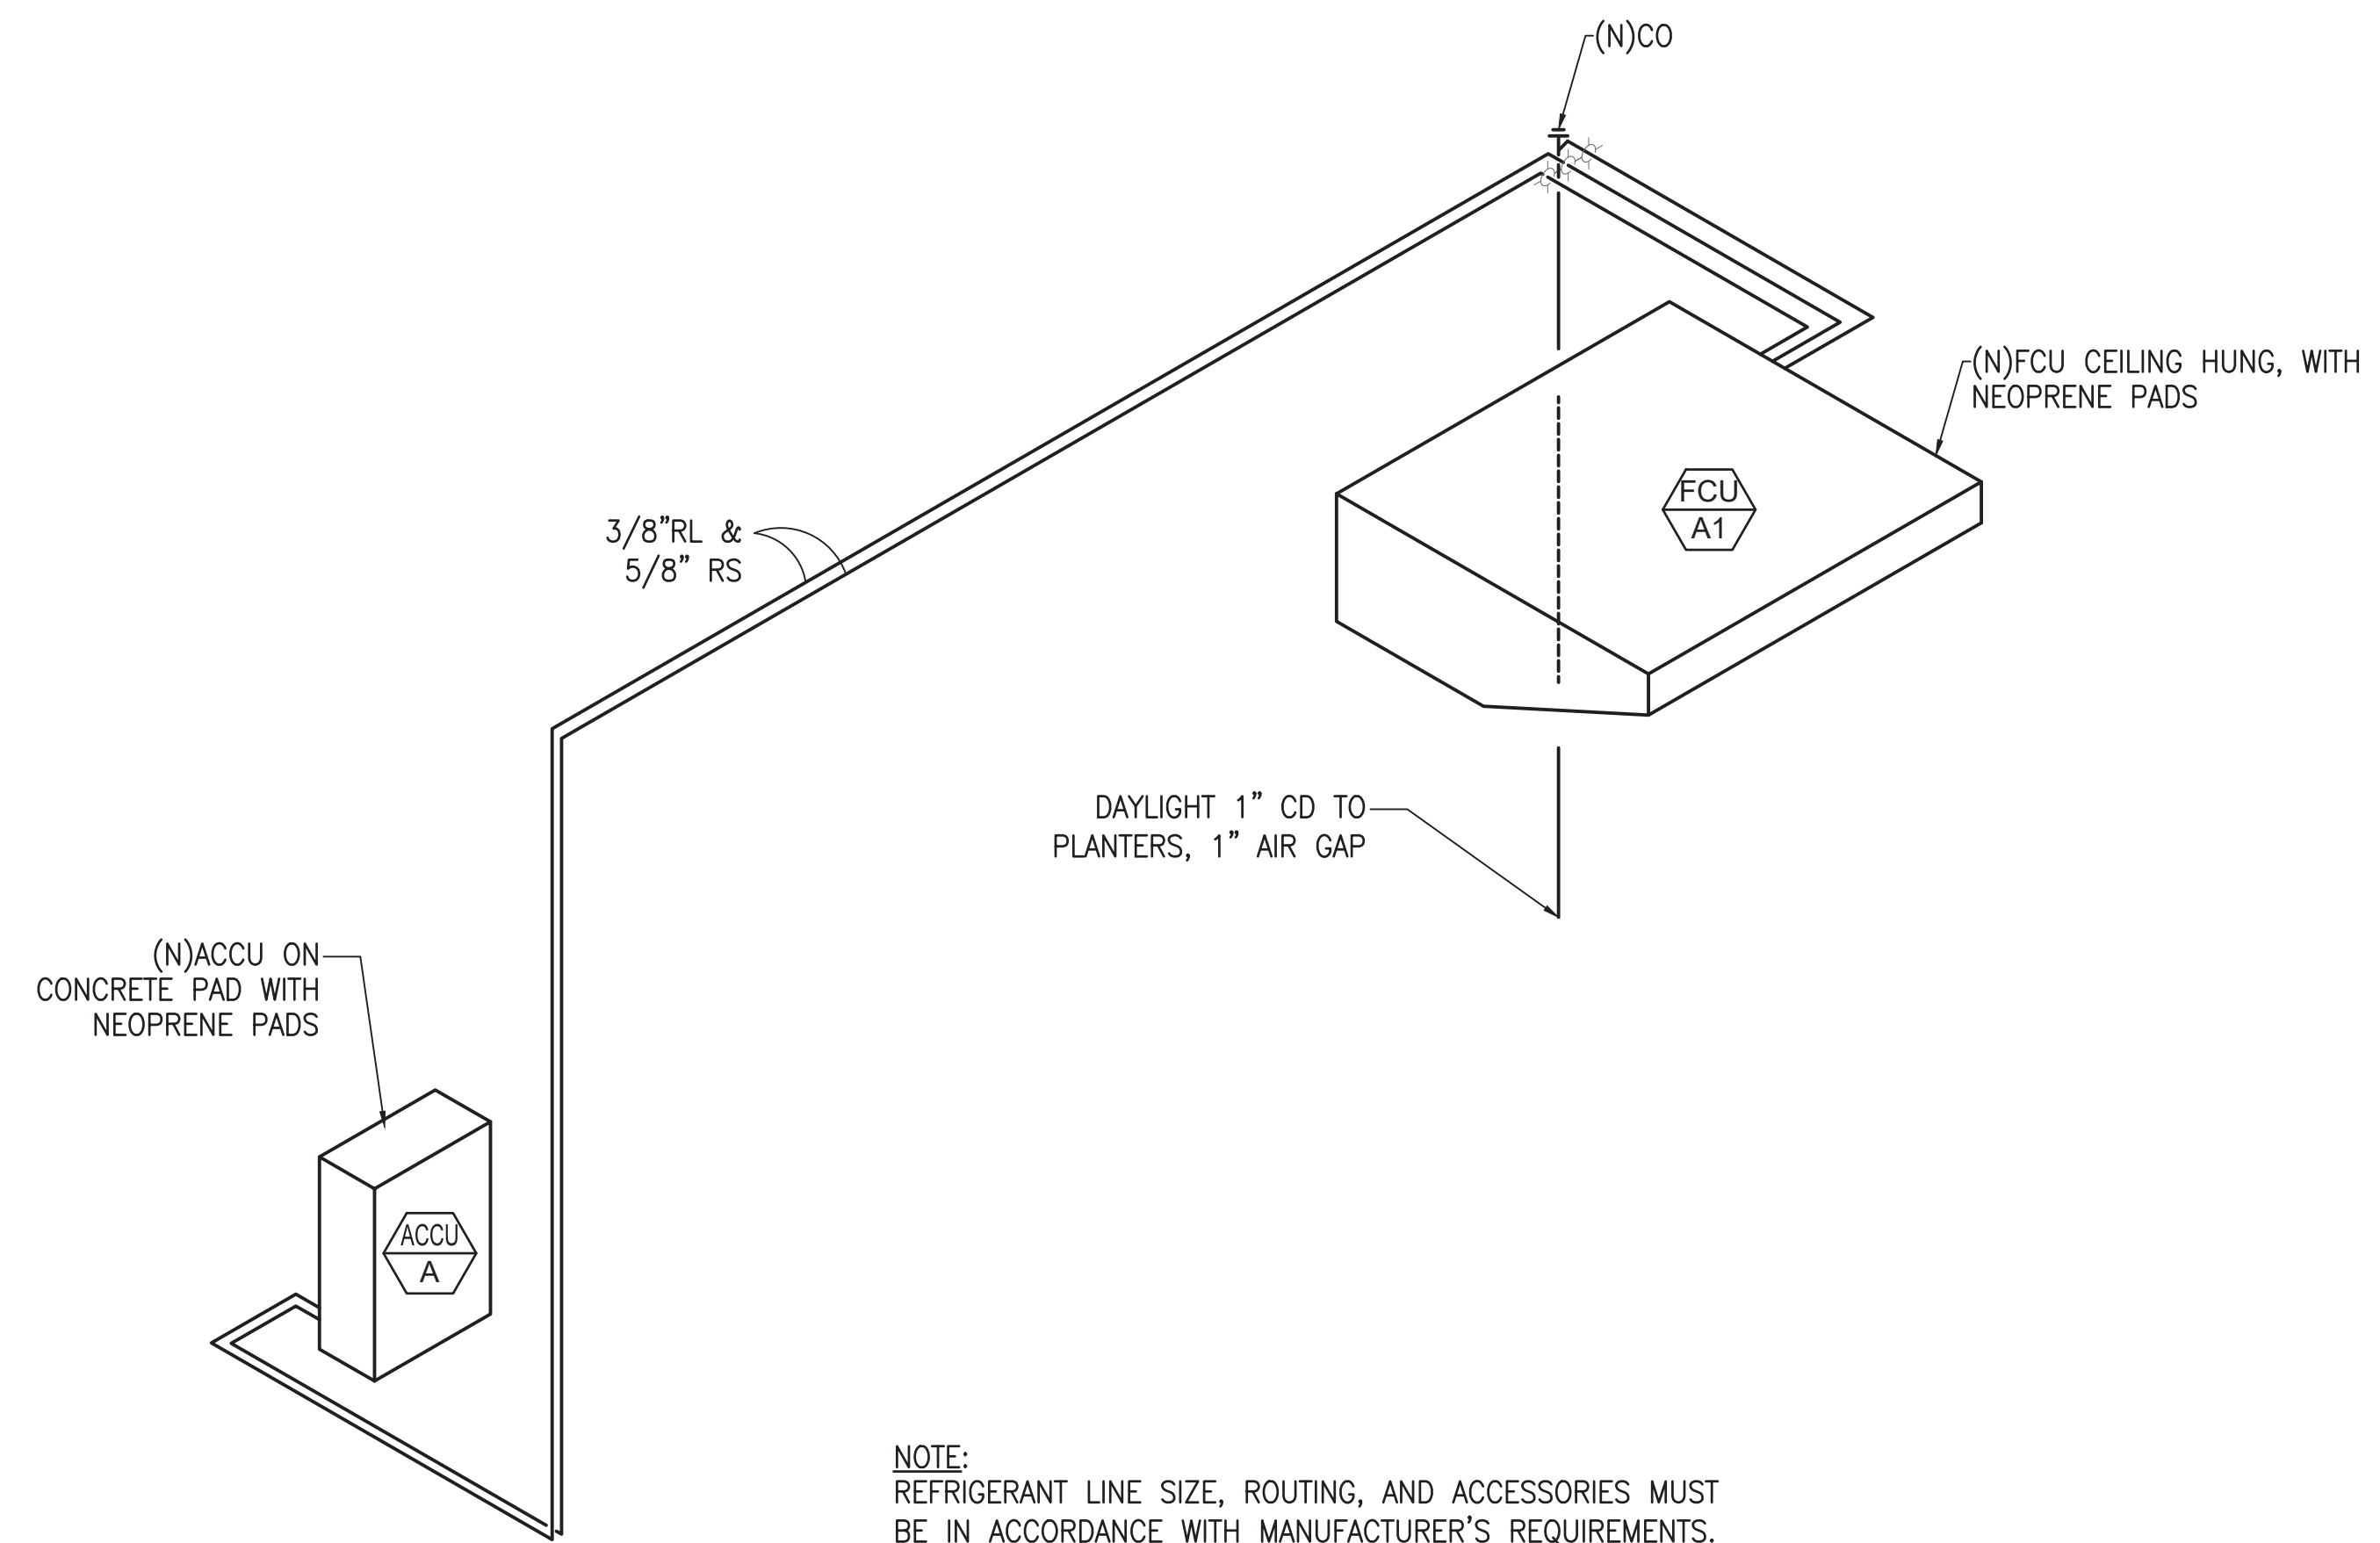 (N)CO
(N)FCU CEILING HUNG, WITH
NEOPRENE PADS
FCU
A1
3/8"RL &
5/8" RS
DAYLIGHT 1" CD TO
PLANTERS, 1" AIR GAP
(N)ACCU ON
CONCRETE PAD WITH
NEOPRENE PADS
ACCU
A
NOTE:
REFRIGERANT LINE SIZE, ROUTING, AND ACCESSORIES MUST
BE IN ACCORDANCE WITH MANUFACTURER'S REQUIREMENTS.